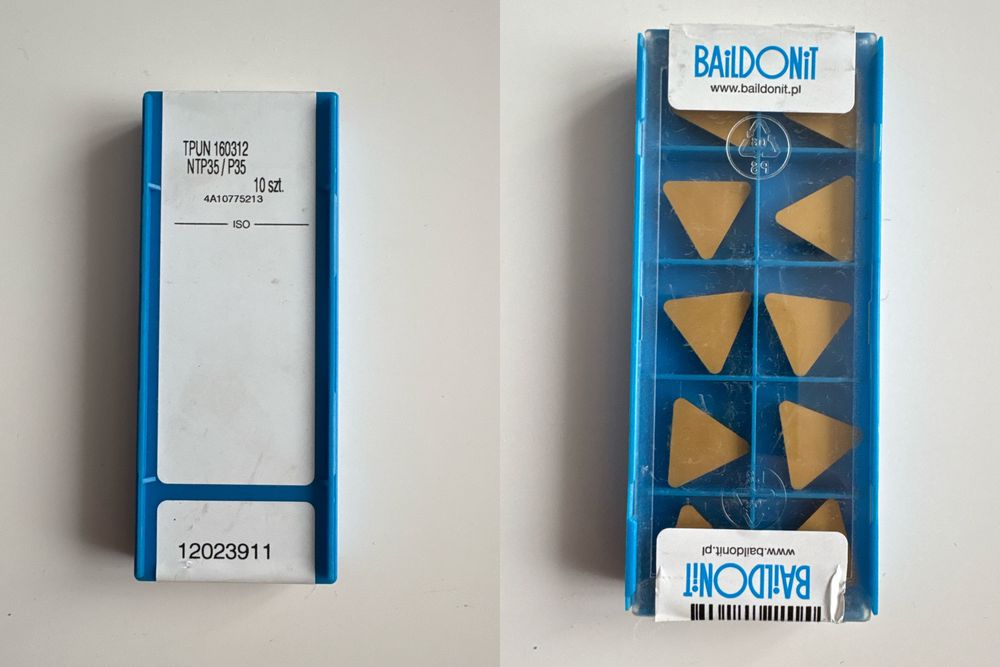 TPUN 160312
NTP35 / P35
10 szt.
4A10775213
ISO
12023911
BAiLDONiT
www.baildonit.pl
www.baildonit.pl
BAiLDONiT